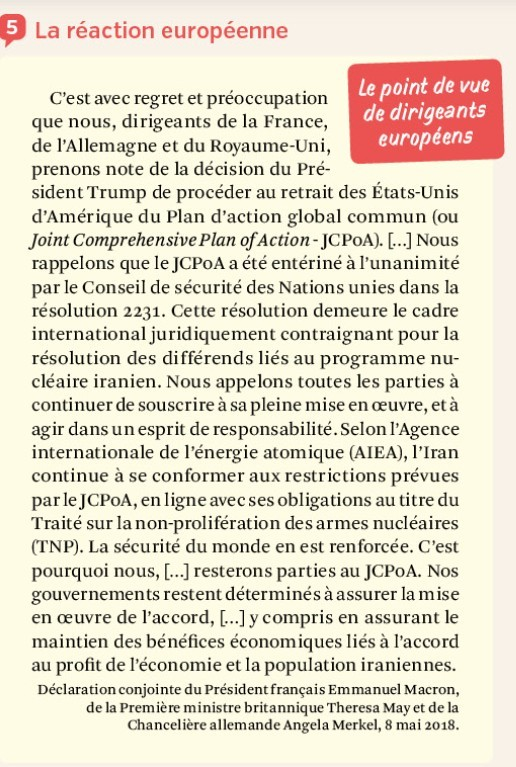 5 La réaction européenne
Le point de vue
de dirigeants
européens
C’est avec regret et préoccupation
que nous, dirigeants de la France,
de l’Allemagne et du Royaume-Uni,
prenons note de la décision du Pré-
sident Trump de procéder au retrait des États-Unis
d’Amérique du Plan d’action global commun (ou
Joint Comprehensive Plan of Action - JCPoA). [...] Nous
rappelons que le JCPoA a été entériné à l’unanimité
par le Conseil de sécurité des Nations unies dans la
résolution 2231. Cette résolution demeure le cadre
international juridiquement contraignant pour la
résolution des différends liés au programme nu-
cléaire iranien. Nous appelons toutes les parties à
continuer de souscrire à sa pleine mise en œuvre, et à
agir dans un esprit de responsabilité. Selon l’Agence
internationale de l’énergie atomique (AIEA), l’Iran
continue à se conformer aux restrictions prévues
par le JCPoA, en ligne avec ses obligations au titre du
Traité sur la non-prolifération des armes nucléaires
(TNP). La sécurité du monde en est renforcée. C’est
pourquoi nous, [...] resterons parties au JCPoA. Nos
gouvernements restent déterminés à assurer la mise
en œuvre de l’accord, [...] y compris en assurant le
maintien des bénéfices économiques liés à l’accord
au profit de l’économie et la population iraniennes.
Déclaration conjointe du Président français Emmanuel Macron,
de la Première ministre britannique Theresa May et de la
Chancelière allemande Angela Merkel, 8 mai 2018.